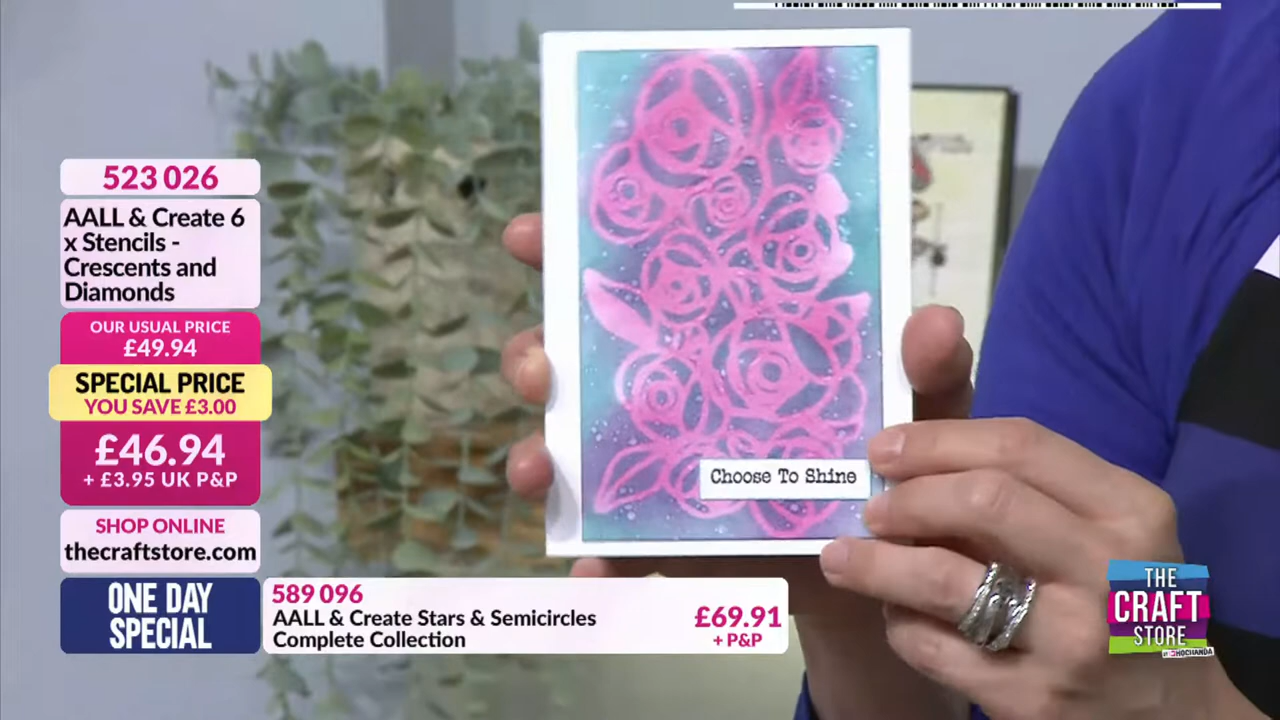 523 026
AALL & Create 6
x Stencils -
Crescents and
Diamonds
OUR USUAL PRICE
£49.94
SPECIAL PRICE
YOU SAVE £3.00
£46.94
+ £3.95 UK P&P
SHOP ONLINE
thecraftstore.com
ONE DAY
SPECIAL
589 096
AALL & Create Stars & Semicircles
Complete Collection
£69.91
+ P&P
Choose To Shine
THE
CRAFT
STORE
BY HOCHANDA